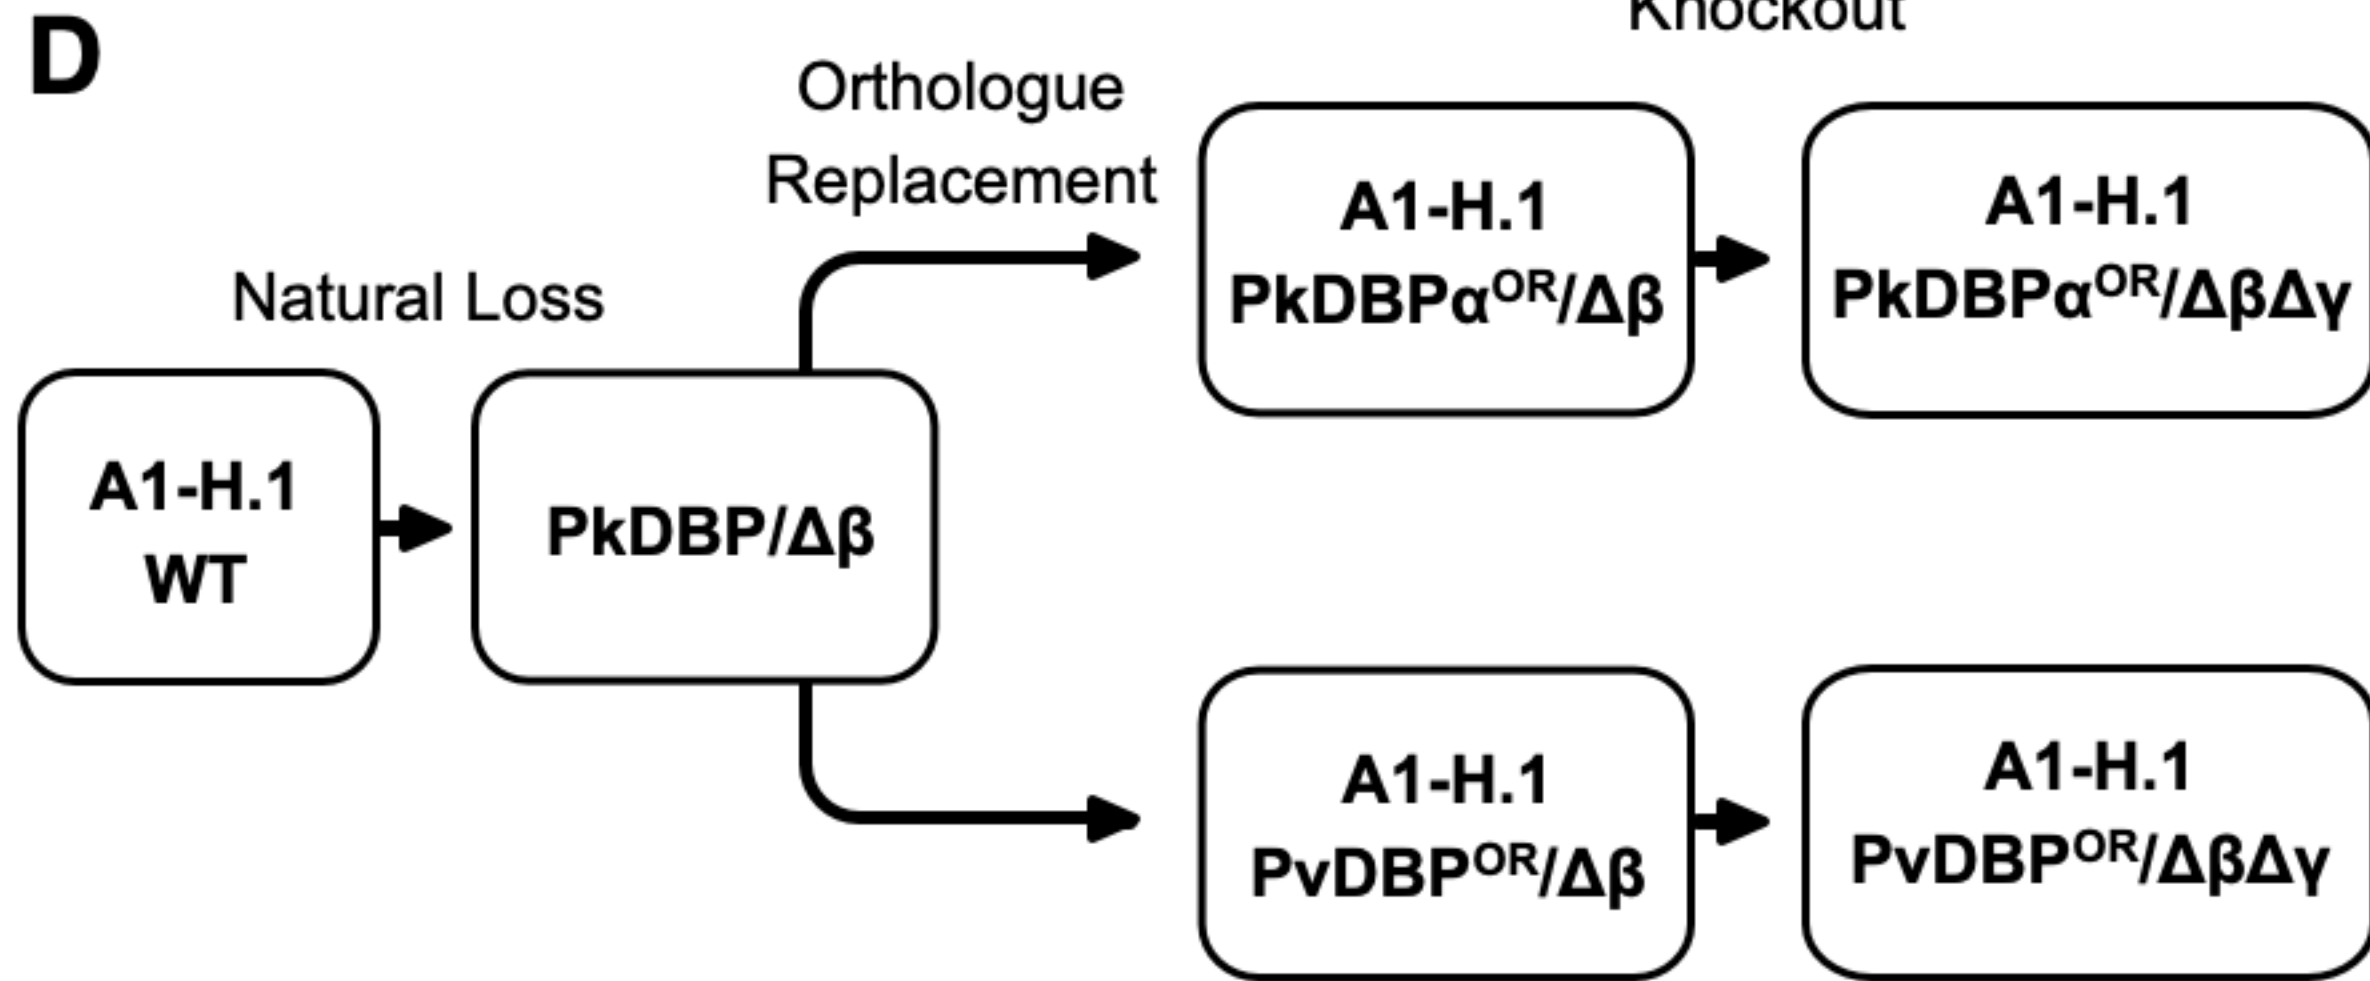 D
Knockout
Orthologue
Replacement
Natural Loss
A1-H.1
WT
PkDBP/Δβ
A1-H.1
PkDBPαOR/Δβ
A1-H.1
PkDBPαOR/ΔβΔγ
A1-H.1
PvDBPOR/Δβ
A1-H.1
PvDBPOR/ΔβΔγ